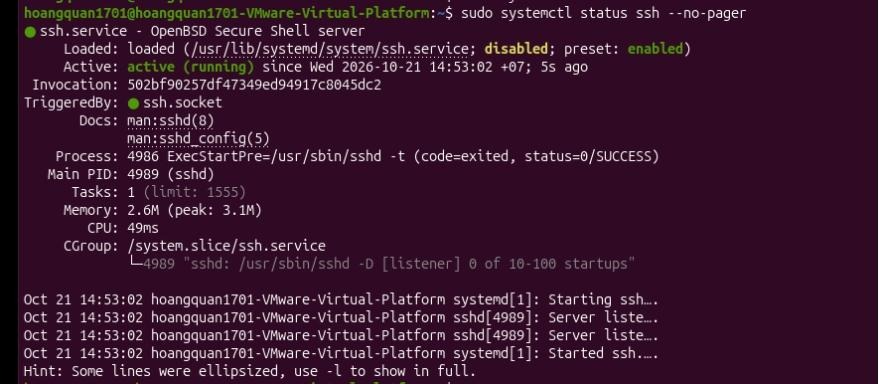 hoangquan1701@hoangquan1701-VMware-Virtual-Platform:~$ sudo systemctl status ssh --no-pager
● ssh.service - OpenBSD Secure Shell server
Loaded: loaded (/usr/lib/systemd/system/ssh.service; disabled; preset: enabled)
Active: active (running) since Wed 2026-10-21 14:53:02 +07; 5s ago
Invocation: 502bf90257df47349ed94917c8045dc2
TriggeredBy: ● ssh.socket
Docs: man:sshd(8)
man:sshd_config(5)
Process: 4986 ExecStartPre=/usr/sbin/sshd -t (code=exited, status=0/SUCCESS)
Main PID: 4989 (sshd)
Tasks: 1 (limit: 1555)
Memory: 2.6M (peak: 3.1M)
CPU: 49ms
CGroup: /system.slice/ssh.service
└─4989 "sshd: /usr/sbin/sshd -D [listener] 0 of 10-100 startups"
Oct 21 14:53:02 hoangquan1701-VMware-Virtual-Platform systemd[1]: Starting ssh….
Oct 21 14:53:02 hoangquan1701-VMware-Virtual-Platform sshd[4989]: Server liste….
Oct 21 14:53:02 hoangquan1701-VMware-Virtual-Platform sshd[4989]: Server liste….
Oct 21 14:53:02 hoangquan1701-VMware-Virtual-Platform systemd[1]: Started ssh.….
Hint: Some lines were ellipsized, use -l to show in full.